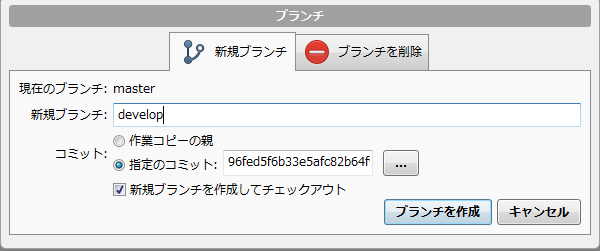 ブランチ
新規ブランチ ブランチを削除
現在のブランチ: master
新規ブランチ: develop
作業コピーの親
コミット:
指定のコミット: 96fed5f6b33e5afc82b64f ...
新規ブランチを作成してチェックアウト
ブランチを作成 キャンセル